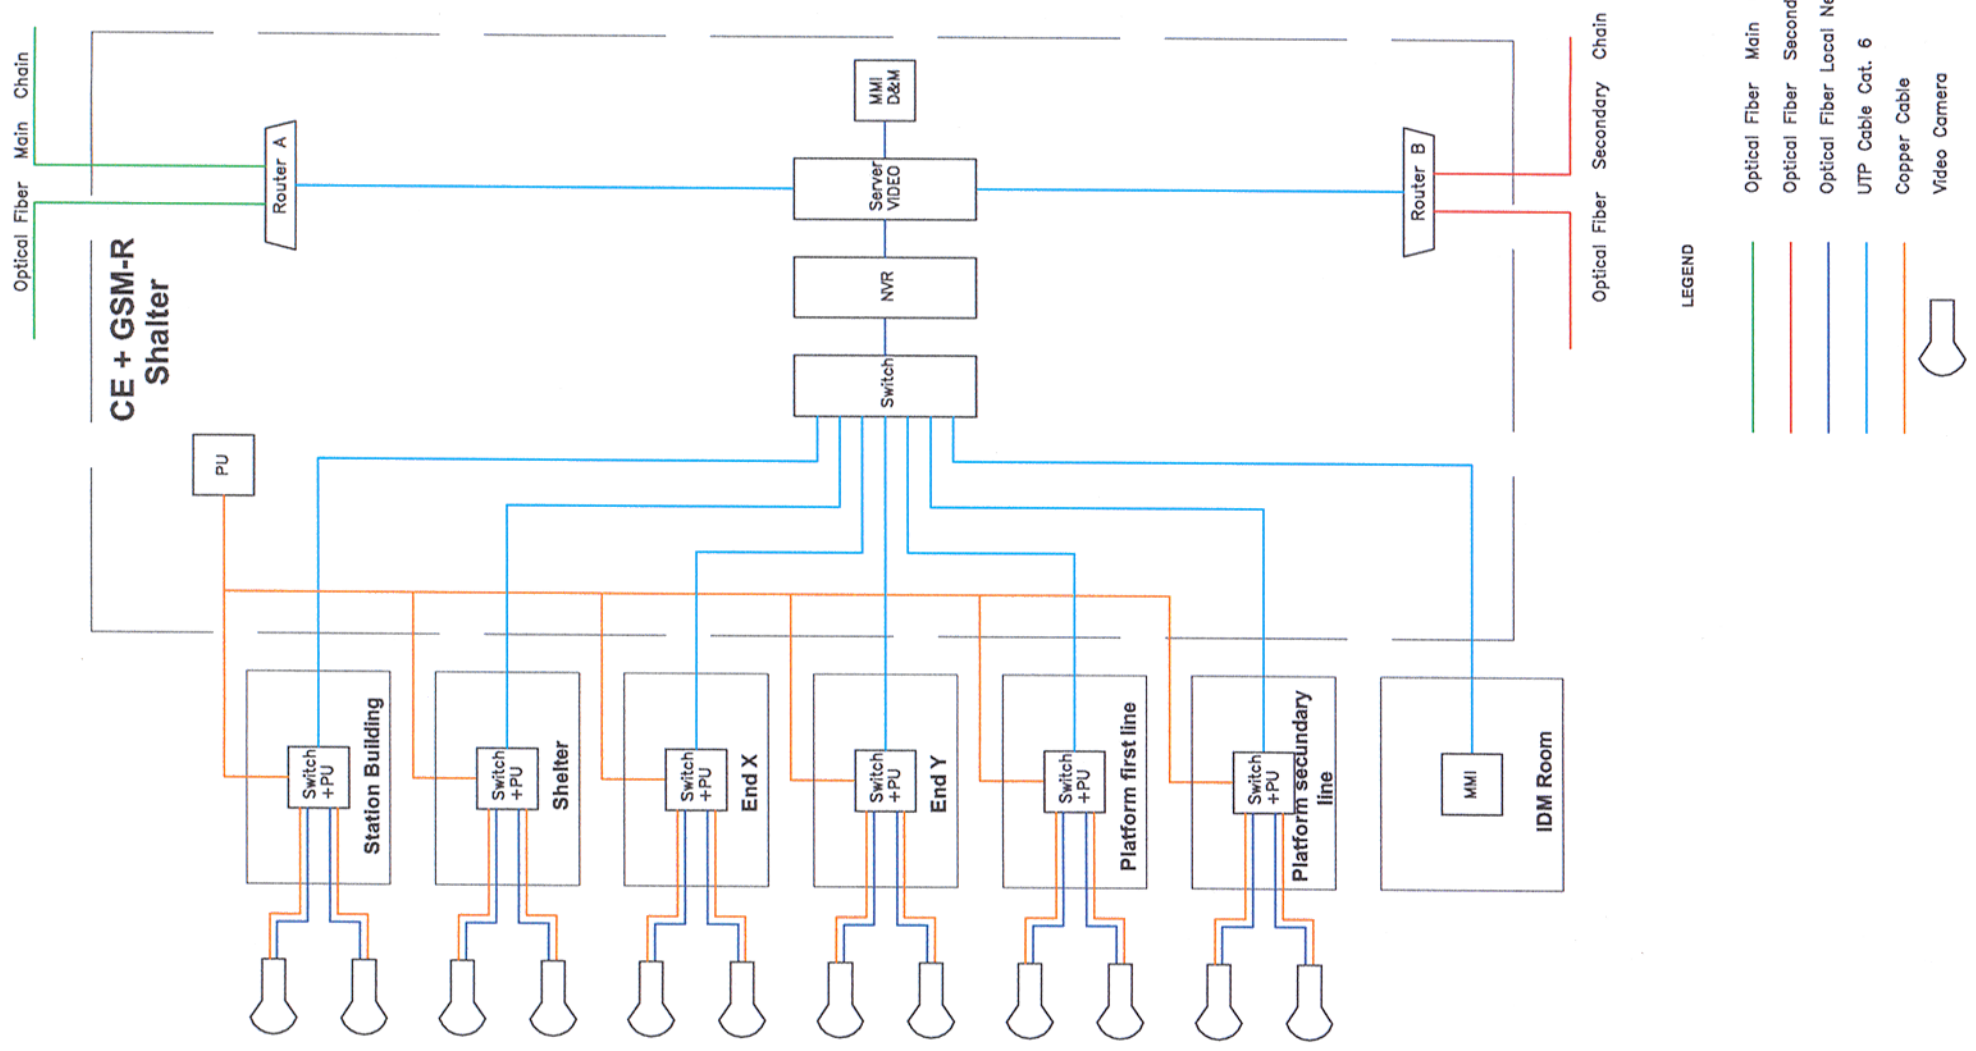 Optical Fiber Main Chain
CE + GSM-R
Shalter
Router A
MMI
D&M
Server
VIDEO
NVR
Switch
Router B
Optical Fiber Secondary Chain
PU
Switch
+PU
Station Building
Switch
+PU
Shelter
Switch
+PU
End X
Switch
+PU
End Y
Switch
+PU
Platform first line
Switch
+PU
Platform secundary
line
MMI
IDM Room
LEGEND
Optical Fiber Main
Optical Fiber Second
Optical Fiber Local Ne
UTP Cable Cat. 6
Copper Cable
Video Camera